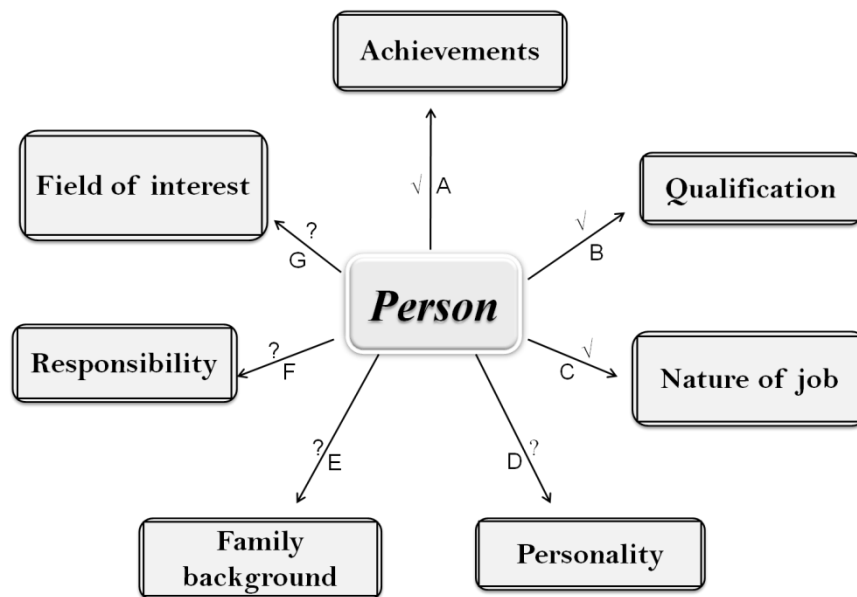 Achievements
Field of interest
√ A
Qualification
? G
√ B
Person
Responsibility
? F
C √
Nature of job
? E
D ?
Family
background
Personality